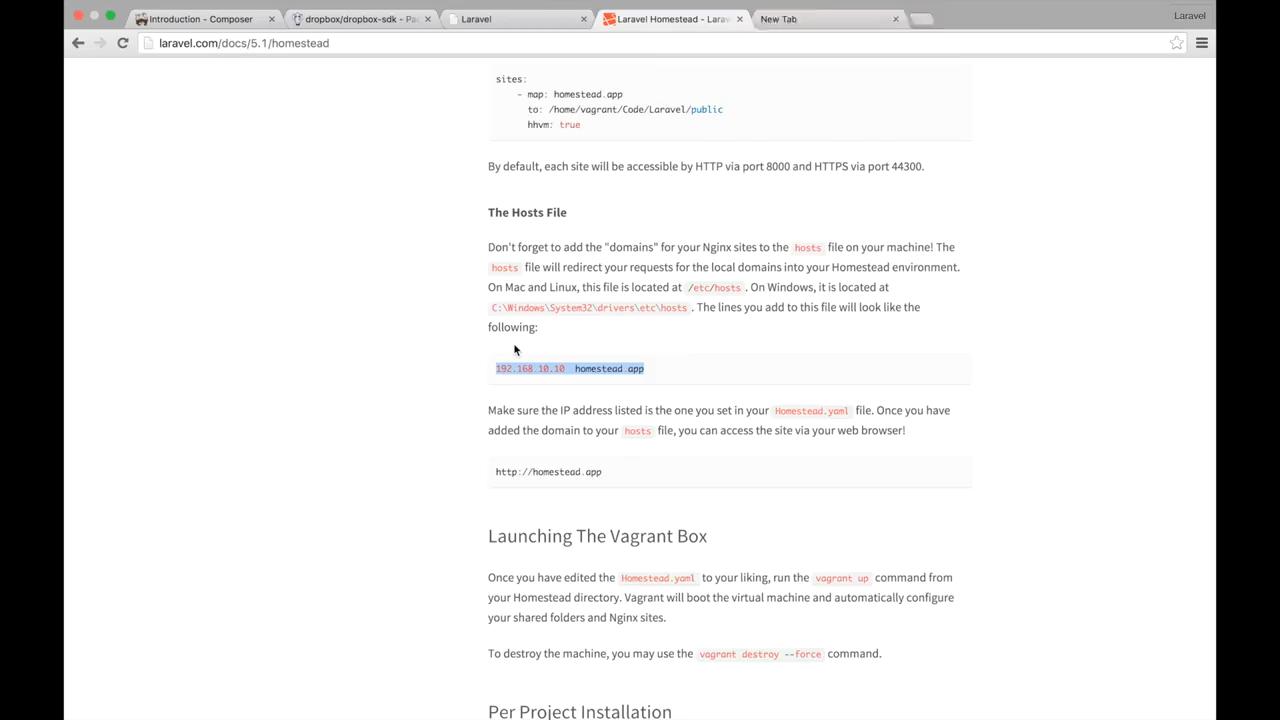 Introduction - Composer
dropbox/dropbox-sdk - Pac
Laravel
Laravel Homestead - Larav
New Tab
Laravel
laravel.com/docs/5.1/homestead
sites:
- map: homestead.app
to: /home/vagrant/Code/Laravel/public
hhvm: true
By default, each site will be accessible by HTTP via port 8000 and HTTPS via port 44300.
The Hosts File
Don't forget to add the "domains" for your Nginx sites to the hosts file on your machine! The
hosts file will redirect your requests for the local domains into your Homestead environment.
On Mac and Linux, this file is located at /etc/hosts. On Windows, it is located at
C:\Windows\System32\drivers\etc\hosts. The lines you add to this file will look like the
following:
192.168.10.10 homestead.app
Make sure the IP address listed is the one you set in your Homestead.yaml file. Once you have
added the domain to your hosts file, you can access the site via your web browser!
http://homestead.app
Launching The Vagrant Box
Once you have edited the Homestead.yaml to your liking, run the vagrant up command from
your Homestead directory. Vagrant will boot the virtual machine and automatically configure
your shared folders and Nginx sites.
To destroy the machine, you may use the vagrant destroy --force command.
Per Project Installation